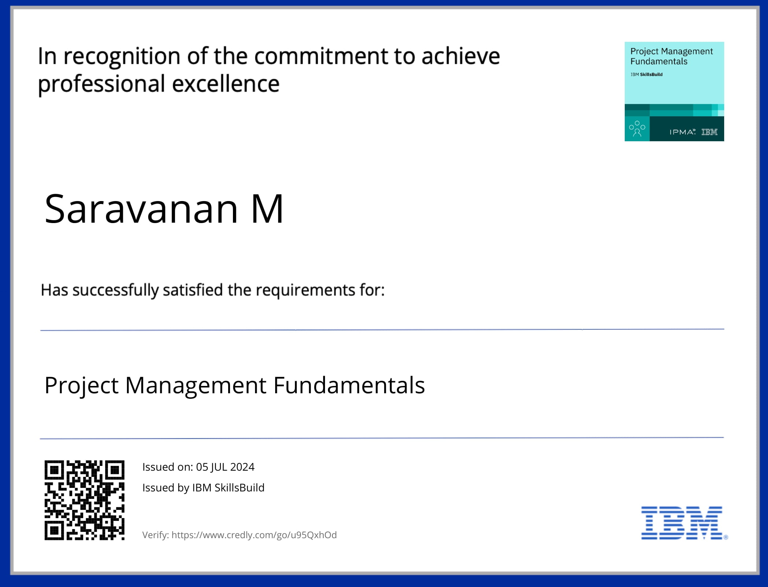 In recognition of the commitment to achieve
professional excellence
Project Management
Fundamentals
IBM SkillsBuild
IPMA IBM
Saravanan M
Has successfully satisfied the requirements for:
Project Management Fundamentals
Issued on: 05 JUL 2024
Issued by IBM SkillsBuild
Verify: https://www.credly.com/go/u95QxhOd
IBM®